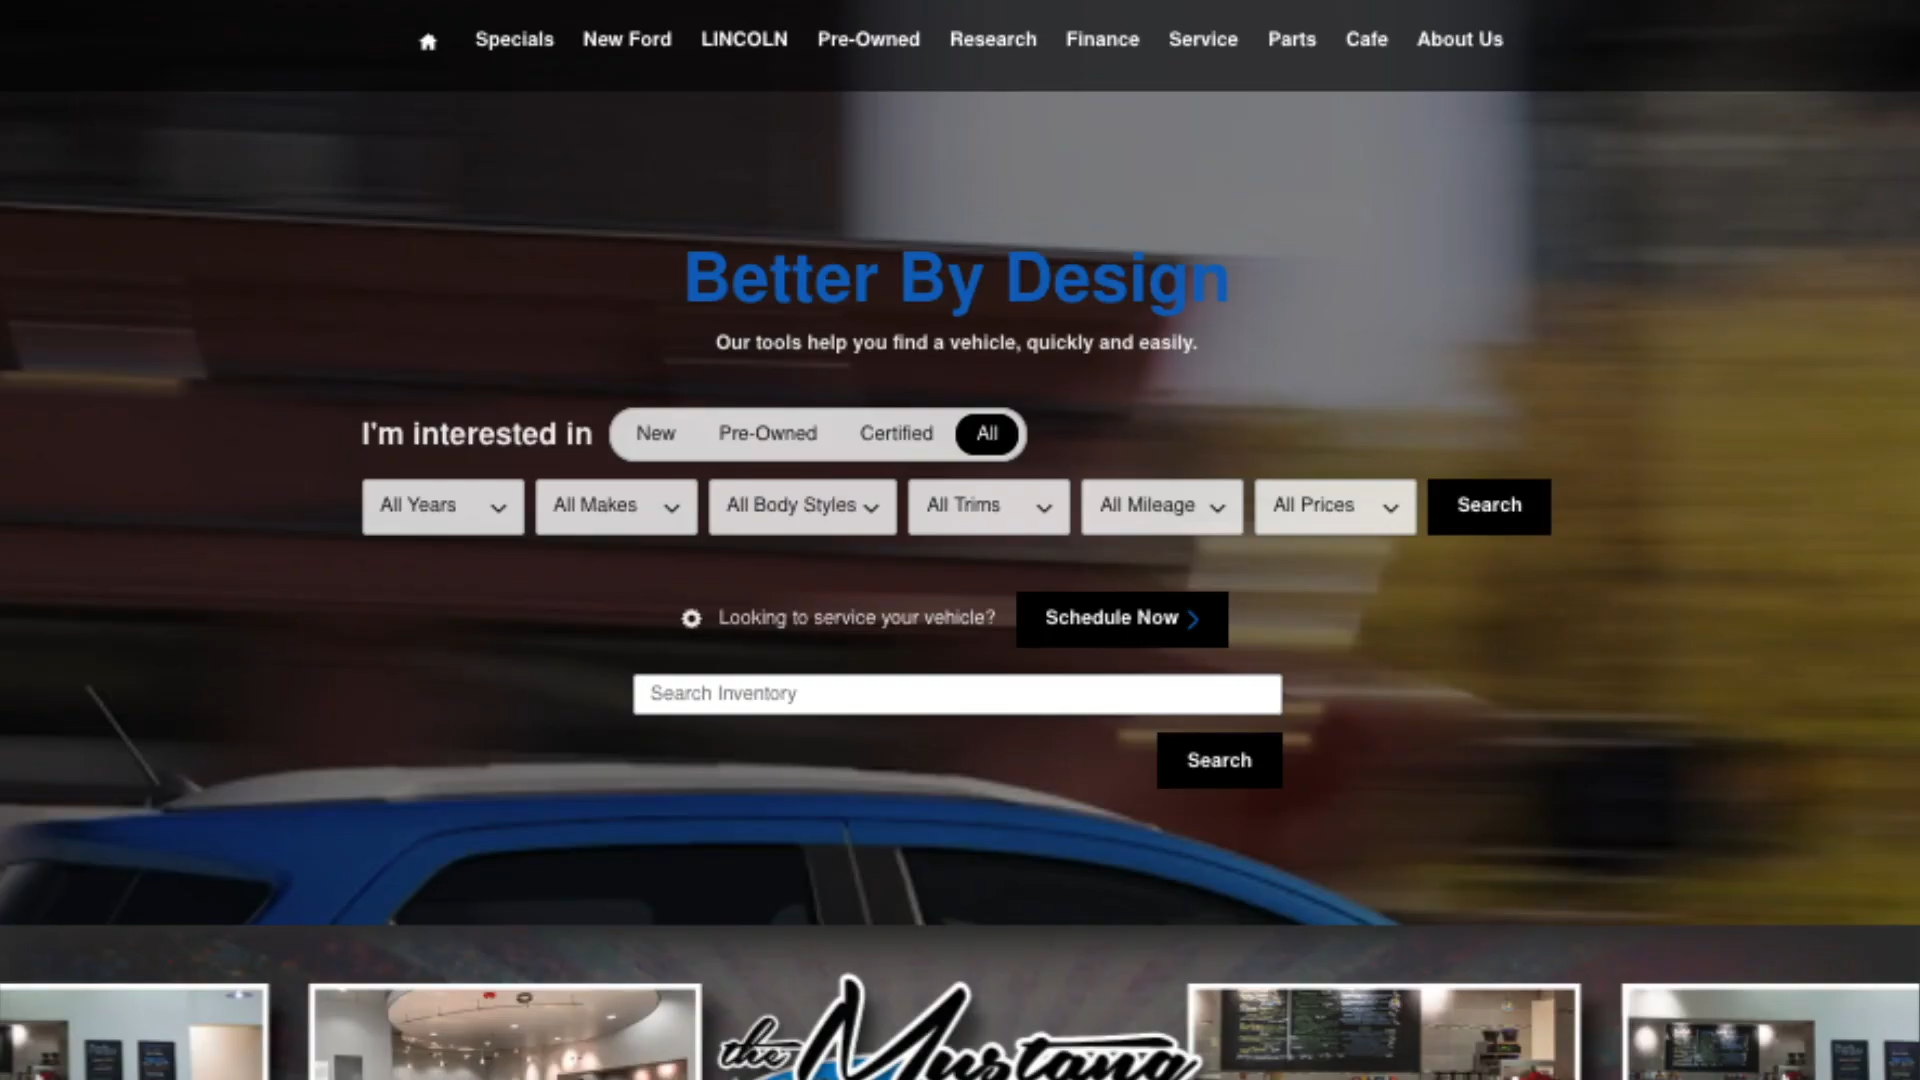 Specials New Ford LINCOLN Pre-Owned Research Finance Service Parts Cafe About Us
Better By Design
Our tools help you find a vehicle, quickly and easily.
I'm interested in New Pre-Owned Certified All
All Years All Makes All Body Styles All Trims All Mileage All Prices Search
Looking to service your vehicle? Schedule Now
Search Inventory
Search
the Mustang